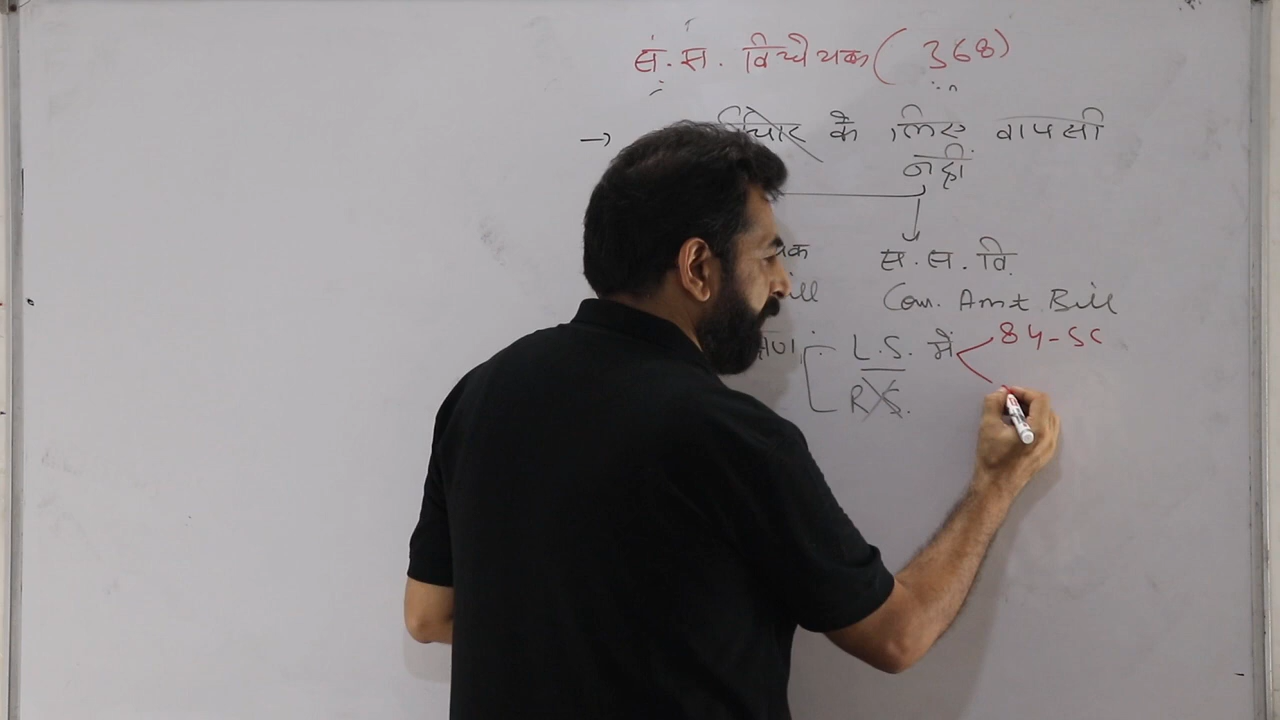 सं. स. विधेयक ( 368 )
→ के लिए वापसी
नहीं
स. स. वि.
Con. Amt Bill
L.S. में 84 - SC
R.S.